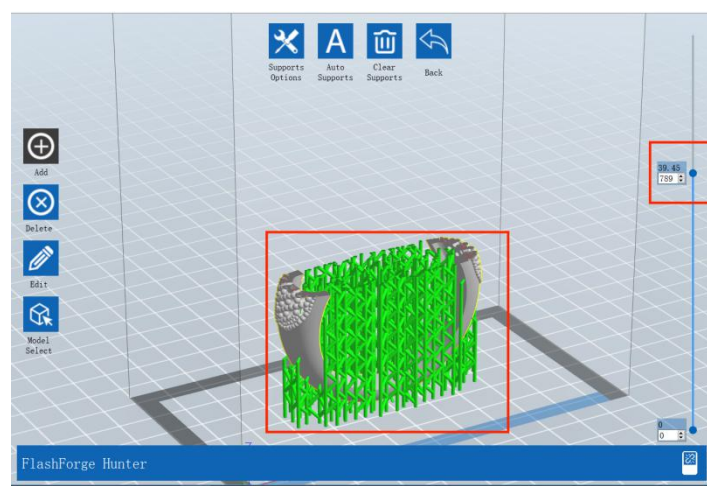 A
Supports Options
Auto Supports
Clear Supports
Back
Add
Delete
Edit
Model Select
39.45
789
0
0
Z
FlashForge Hunter